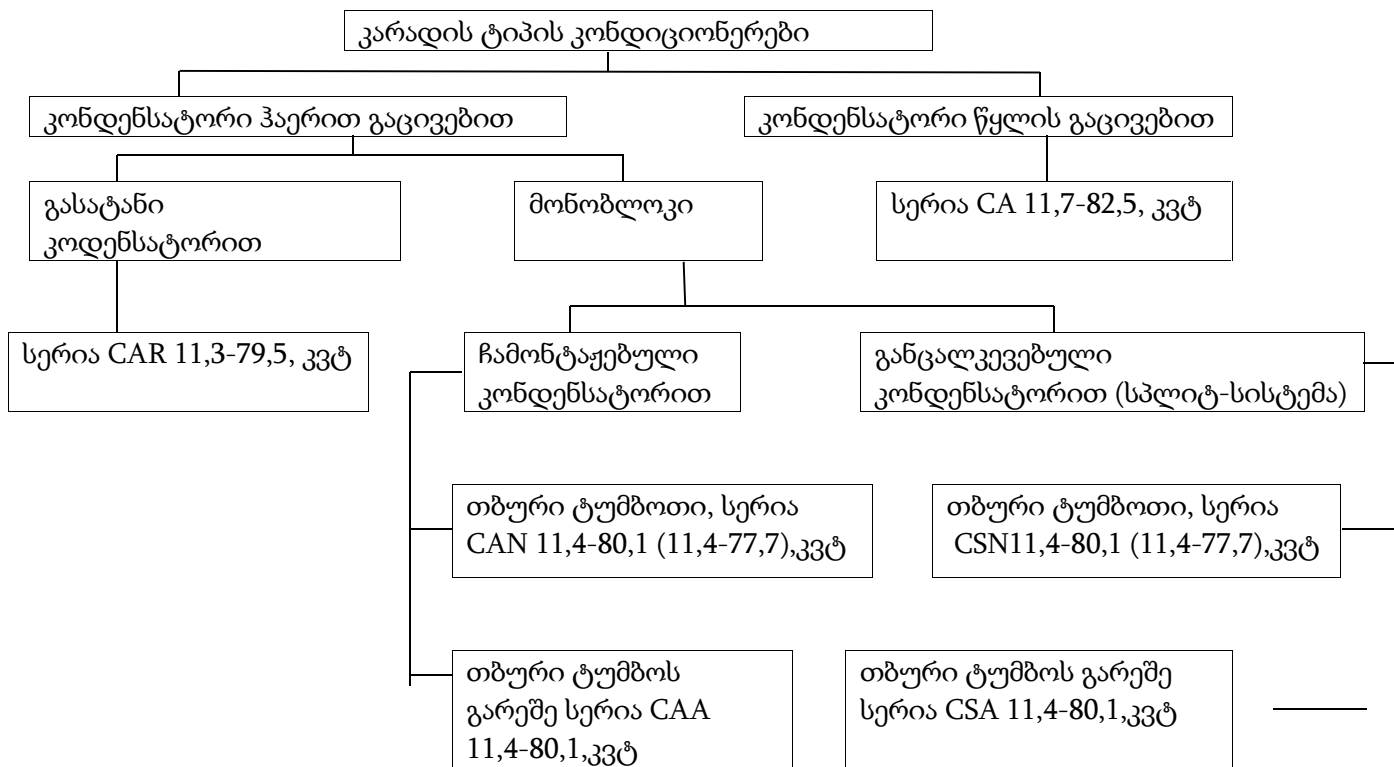 კარადის ტიპის კონდიციონერები
კონდენსატორი ჰაერით გაცივებით
კონდენსატორი წყლის გაცივებით
გასატანი
კოდენსატორით
მონობლოკი
სერია CA 11,7-82,5, კვტ
სერია CAR 11,3-79,5, კვტ
ჩამონტაჟებული
კონდენსატორით
განცალკევებული
კონდენსატორით (სპლიტ-სისტემა)
თბური ტუმბოთი, სერია
CAN 11,4-80,1 (11,4-77,7),კვტ
თბური ტუმბოთი, სერია
CSN11,4-80,1 (11,4-77,7),კვტ
თბური ტუმბოს
გარეშე სერია CAA
11,4-80,1,კვტ
თბური ტუმბოს გარეშე
სერია CSA 11,4-80,1,კვტ